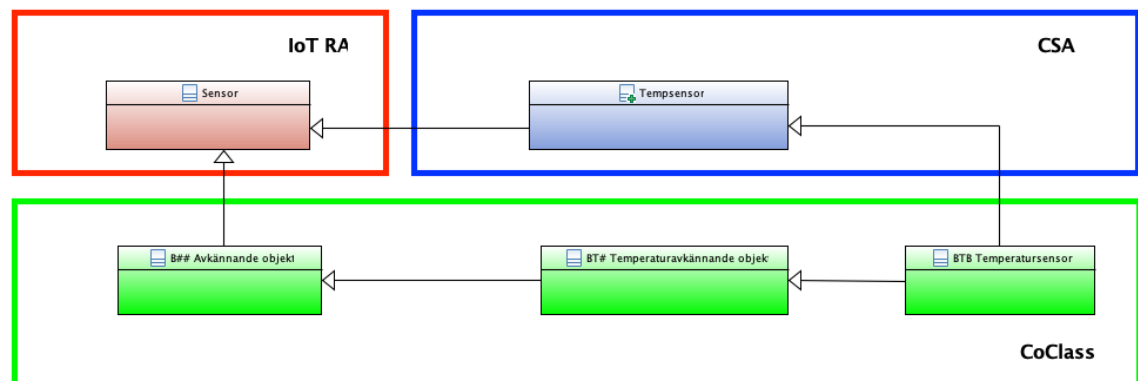 IoT RA
CSA
Sensor
Tempsensor
B## Avkännande objekt
BT# Temperaturavkännande objekt
BTB Temperatursensor
CoClass